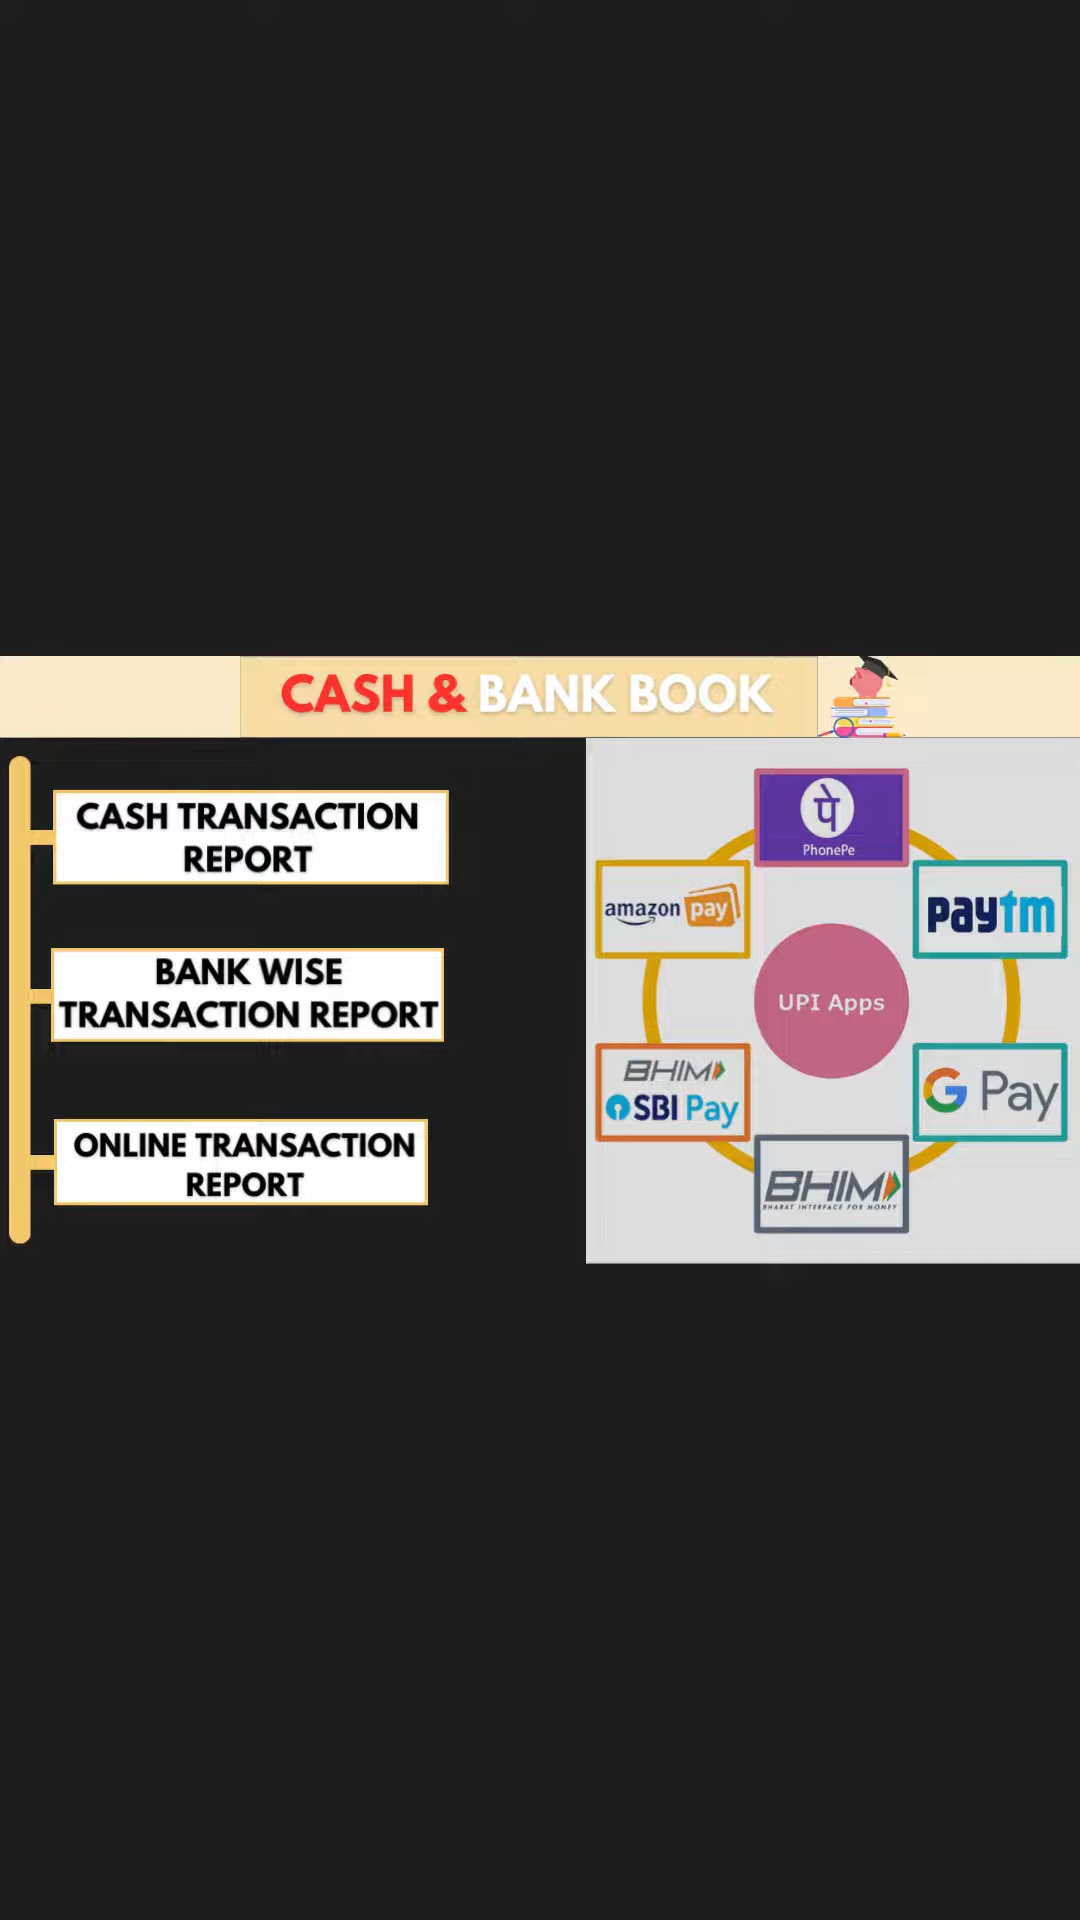 CASH & BANK BOOK
CASH TRANSACTION
REPORT
BANK WISE
TRANSACTION REPORT
ONLINE TRANSACTION
REPORT
पे
PhonePe
amazon pay
paytm
UPI Apps
BHIM
SBI Pay
G Pay
BHIM
BHARAT INTERFACE FOR MONEY